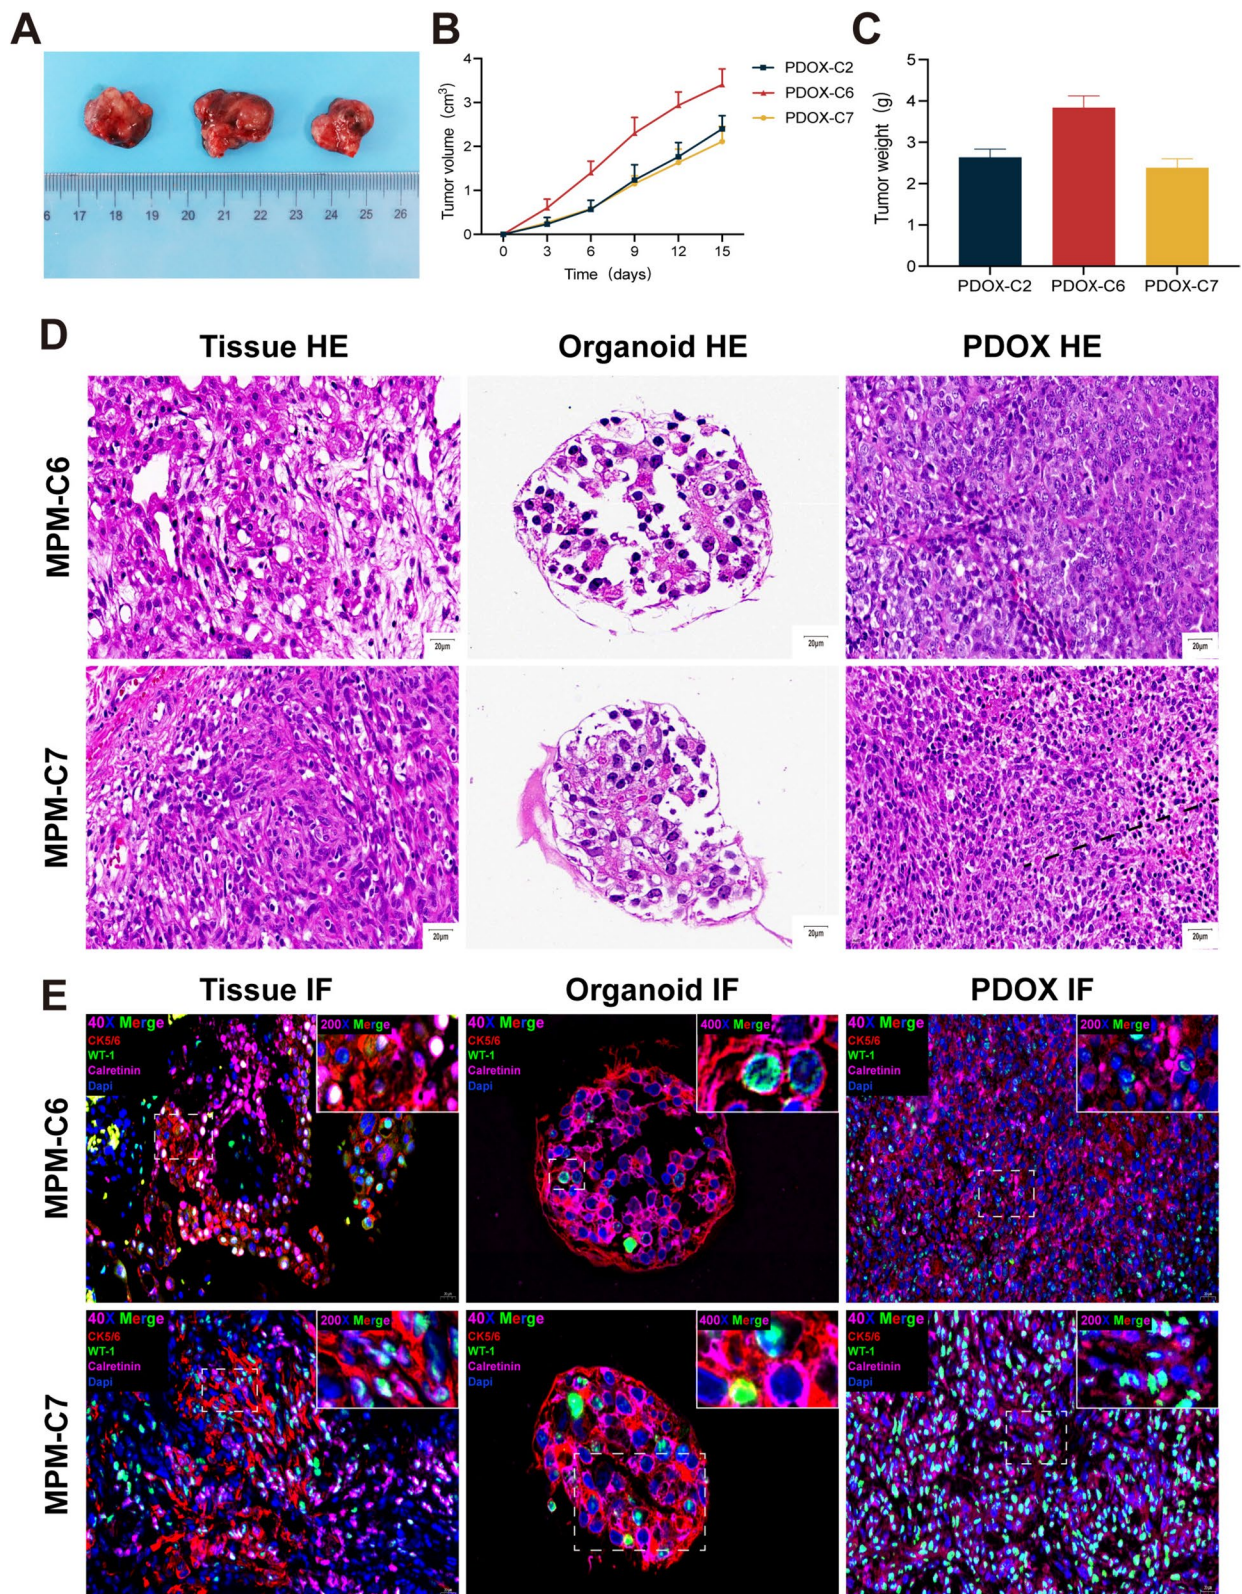 A
6 17 18 19 20 21 22 23 24 25 26
B
Tumor volume (cm³)
4
3
2
1
0
0 3 6 9 12 15
Time (days)
PDOX-C2
PDOX-C6
PDOX-C7
C
Tumor weight (g)
5
4
3
2
1
0
PDOX-C2 PDOX-C6 PDOX-C7
D
Tissue HE Organoid HE PDOX HE
MPM-C6
20µm 20µm 20µm
MPM-C7
20µm 20µm 20µm
E
Tissue IF Organoid IF PDOX IF
MPM-C6
40X Merge
CK5/6
WT-1
Calretinin
Dapi
200X Merge
40X Merge
CK5/6
WT-1
Calretinin
Dapi
400X Merge
40X Merge
CK5/6
WT-1
Calretinin
Dapi
200X Merge
MPM-C7
40X Merge
CK5/6
WT-1
Calretinin
Dapi
200X Merge
40X Merge
CK5/6
WT-1
Calretinin
Dapi
400X Merge
40X Merge
CK5/6
WT-1
Calretinin
Dapi
200X Merge